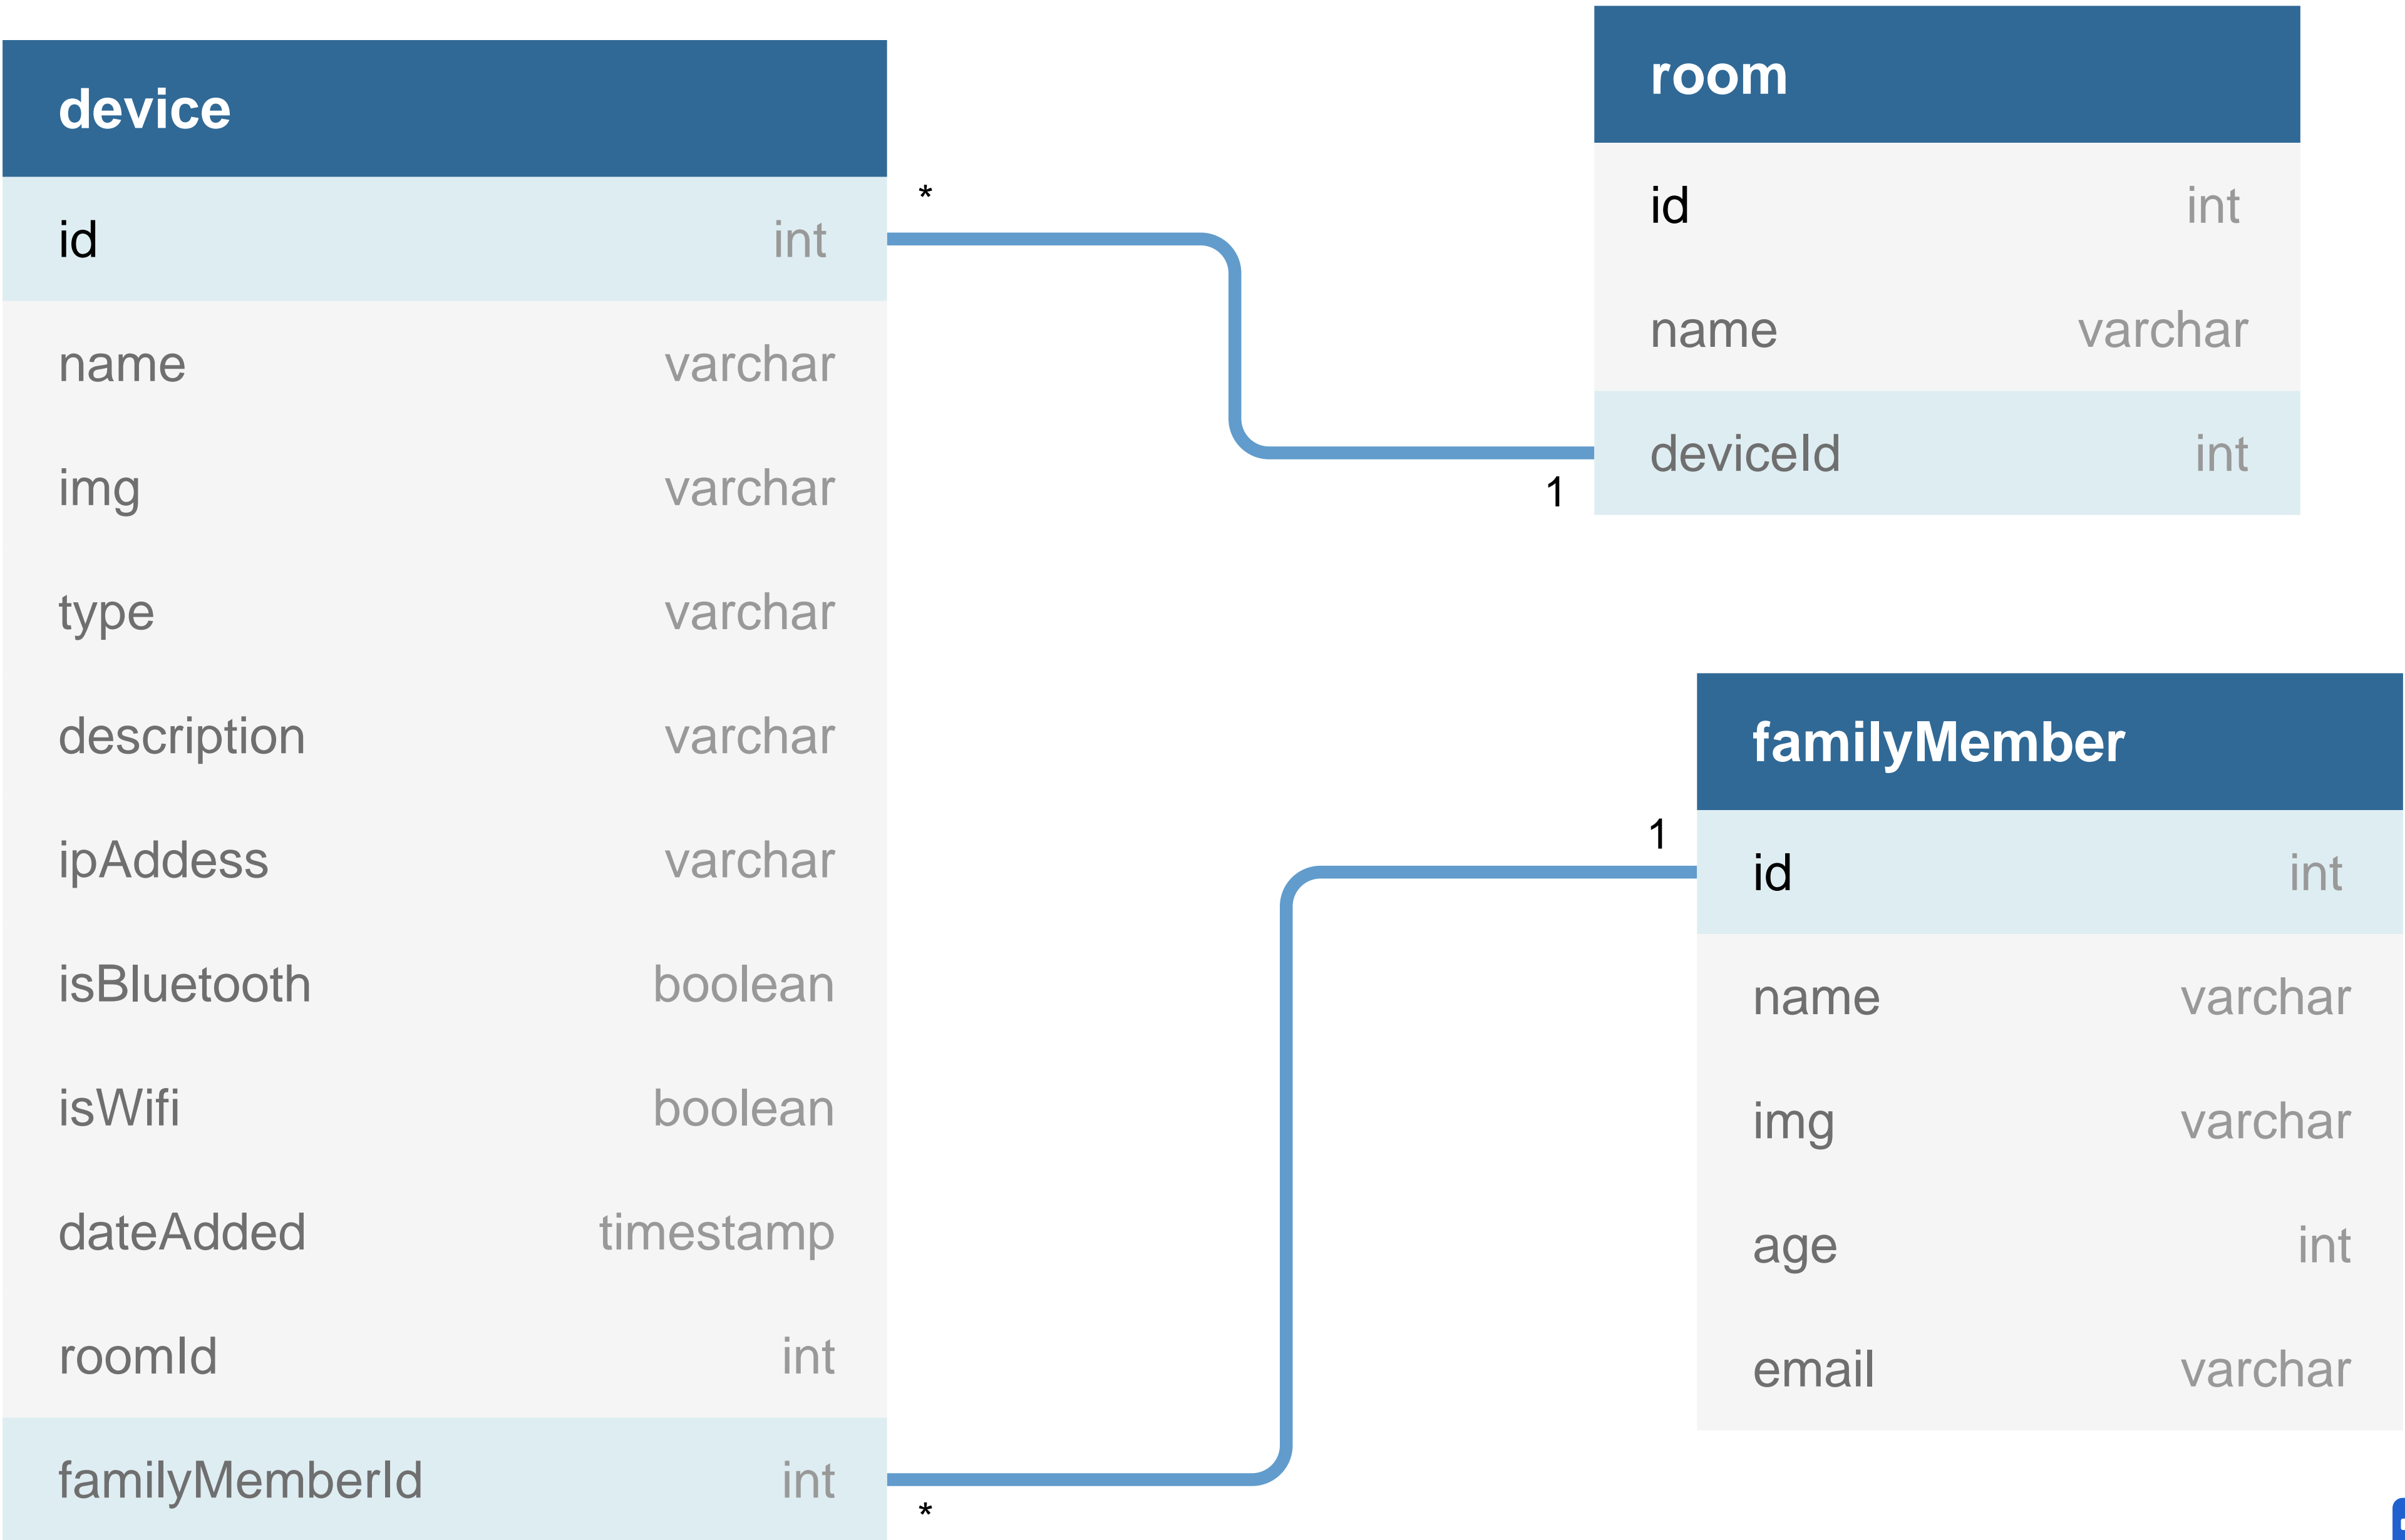 device
id int
name varchar
img varchar
type varchar
description varchar
ipAddess varchar
isBluetooth boolean
isWifi boolean
dateAdded timestamp
roomId int
familyMemberId int
*
*
room
id int
name varchar
deviceId int
1
familyMember
1
id int
name varchar
img varchar
age int
email varchar